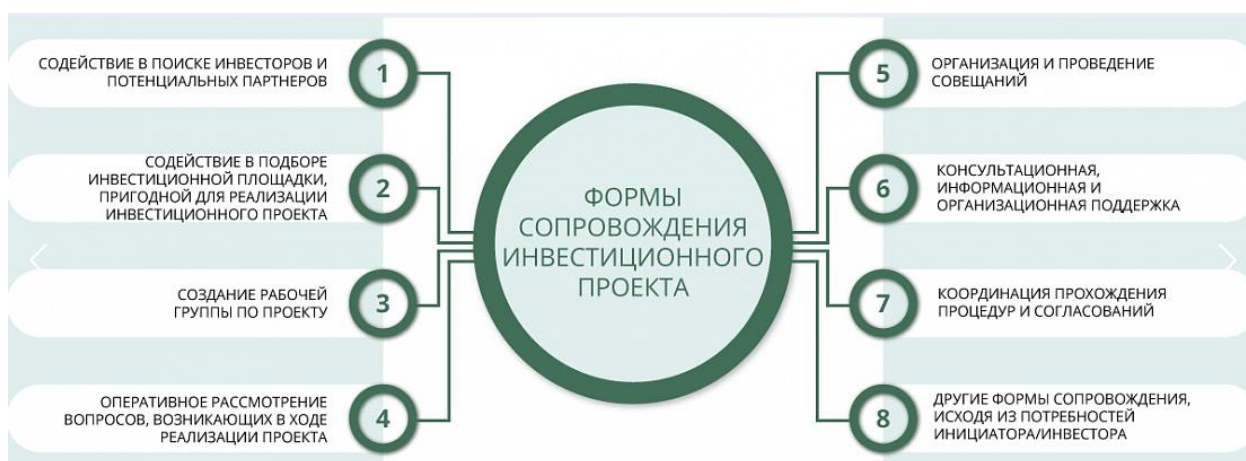 СОДЕЙСТВИЕ В ПОИСКЕ ИНВЕСТОРОВ И
ПОТЕНЦИАЛЬНЫХ ПАРТНЕРОВ
1
СОДЕЙСТВИЕ В ПОДБОРЕ
ИНВЕСТИЦИОННОЙ ПЛОЩАДКИ,
ПРИГОДНОЙ ДЛЯ РЕАЛИЗАЦИИ
ИНВЕСТИЦИОННОГО ПРОЕКТА
2
СОЗДАНИЕ РАБОЧЕЙ
ГРУППЫ ПО ПРОЕКТУ
3
ОПЕРАТИВНОЕ РАССМОТРЕНИЕ
ВОПРОСОВ, ВОЗНИКАЮЩИХ В ХОДЕ
РЕАЛИЗАЦИИ ПРОЕКТА
4
ФОРМЫ
СОПРОВОЖДЕНИЯ
ИНВЕСТИЦИОННОГО
ПРОЕКТА
5
ОРГАНИЗАЦИЯ И ПРОВЕДЕНИЕ
СОВЕЩАНИЙ
6
КОНСУЛЬТАЦИОННАЯ,
ИНФОРМАЦИОННАЯ И
ОРГАНИЗАЦИОННАЯ ПОДДЕРЖКА
7
КООРДИНАЦИЯ ПРОХОЖДЕНИЯ
ПРОЦЕДУР И СОГЛАСОВАНИЙ
8
ДРУГИЕ ФОРМЫ СОПРОВОЖДЕНИЯ,
ИСХОДЯ ИЗ ПОТРЕБНОСТЕЙ
ИНИЦИАТОРА/ИНВЕСТОРА